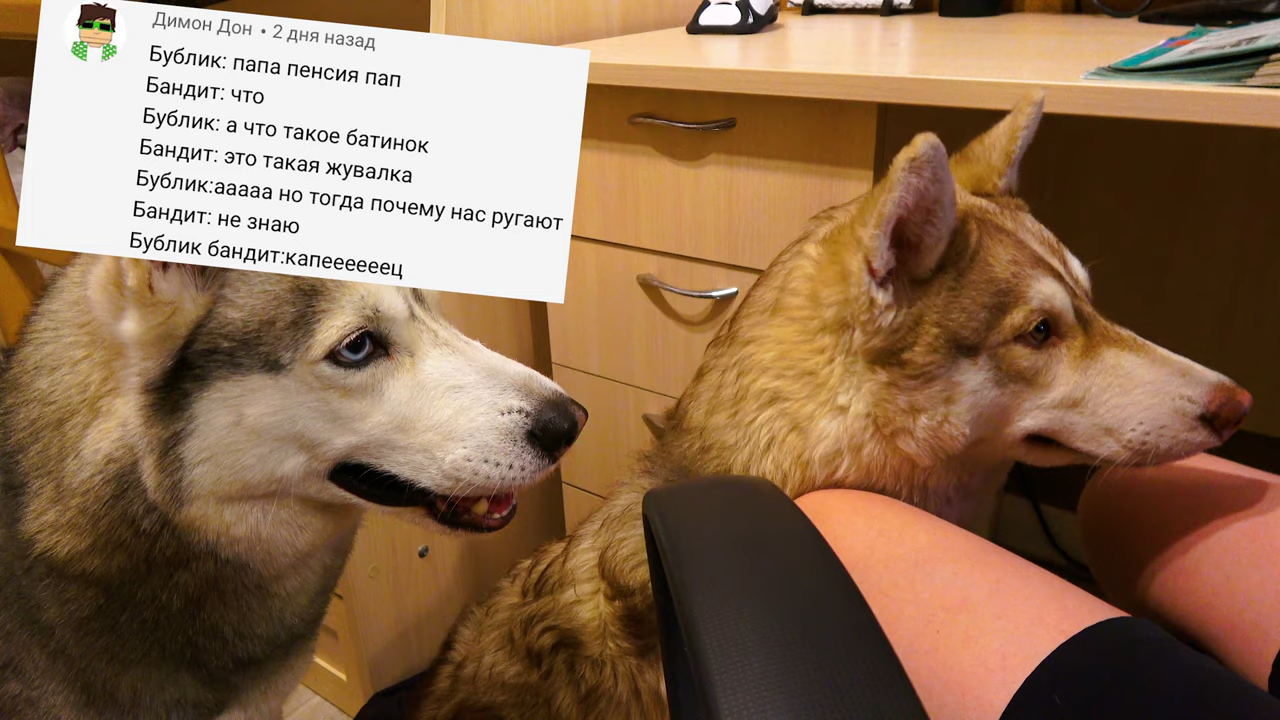 Димон Дон • 2 дня назад
Бублик: папа пенсия пап
Бандит: что
Бублик: а что такое батинок
Бандит: это такая жувалка
Бублик:ааааа но тогда почему нас ругают
Бандит: не знаю
Бублик бандит:капеееееец